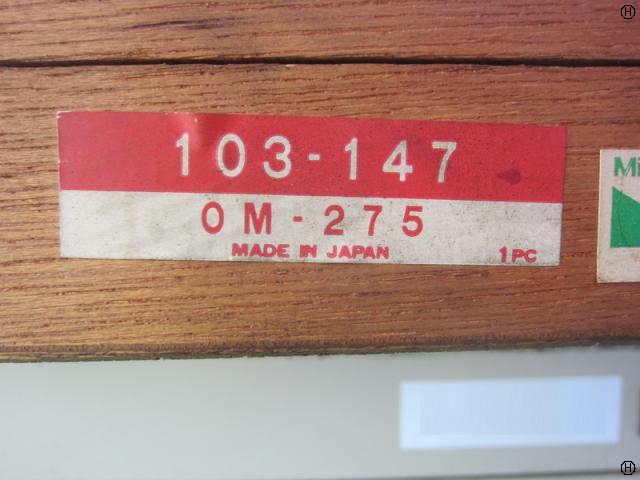 103-147
OM-275
MADE IN JAPAN 1PC
Mi
H
H